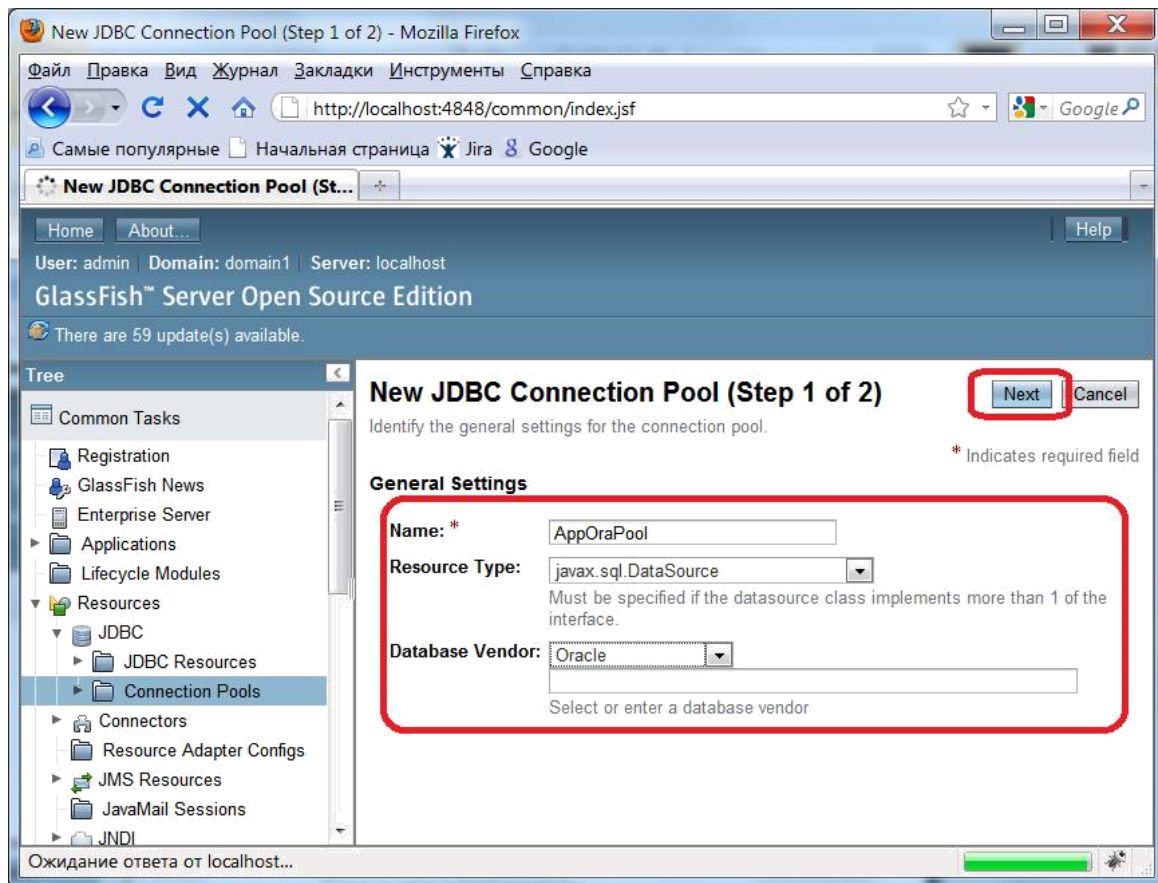 New JDBC Connection Pool (Step 1 of 2) - Mozilla Firefox
Файл Правка Вид Журнал Закладки Инструменты Справка
http://localhost:4848/common/index.jsf
Google
Самые популярные Начальная страница Jira Google
New JDBC Connection Pool (St...
Home About... Help
User: admin Domain: domain1 Server: localhost
GlassFish™ Server Open Source Edition
There are 59 update(s) available.
Tree
Common Tasks
Registration
GlassFish News
Enterprise Server
Applications
Lifecycle Modules
Resources
JDBC
JDBC Resources
Connection Pools
Connectors
Resource Adapter Configs
JMS Resources
JavaMail Sessions
JNDI
New JDBC Connection Pool (Step 1 of 2)
Next Cancel
Identify the general settings for the connection pool.
* Indicates required field
General Settings
Name: * AppOraPool
Resource Type: javax.sql.DataSource
Must be specified if the datasource class implements more than 1 of the
interface.
Database Vendor: Oracle
Select or enter a database vendor
Ожидание ответа от localhost...